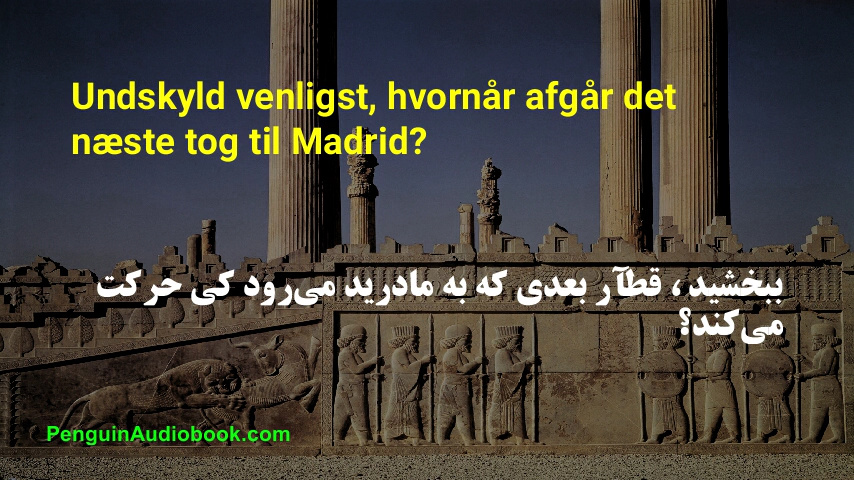 Undskyld venligst, hvornår afgår det
næste tog til Madrid?
ببخشید ، قطآر بعدی که به مادرید می‌رود کی حرکت
می‌کند؟
PenguinAudiobook.com